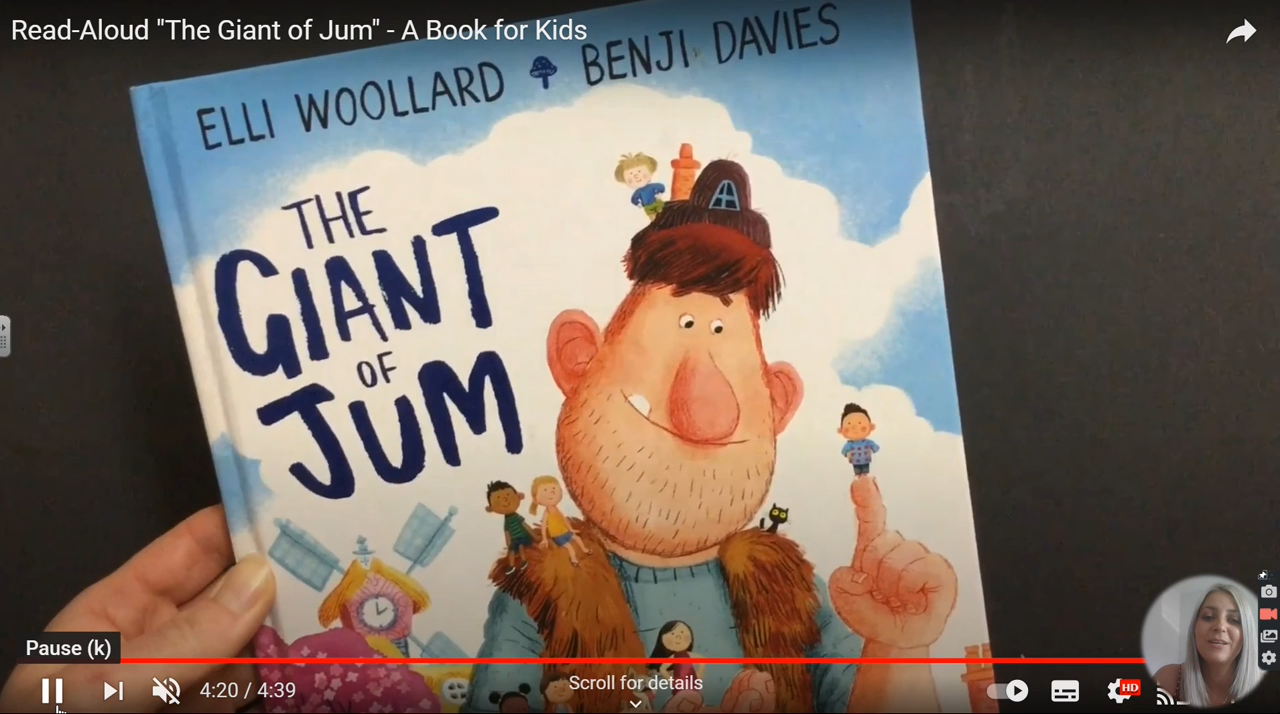 Read-Aloud "The Giant of Jum" - A Book for Kids
ELLI WOOLLARD BENJI DAVIES
THE
GIANT
OF
JUM
Pause (k)
4:20 / 4:39
Scroll for details
HD